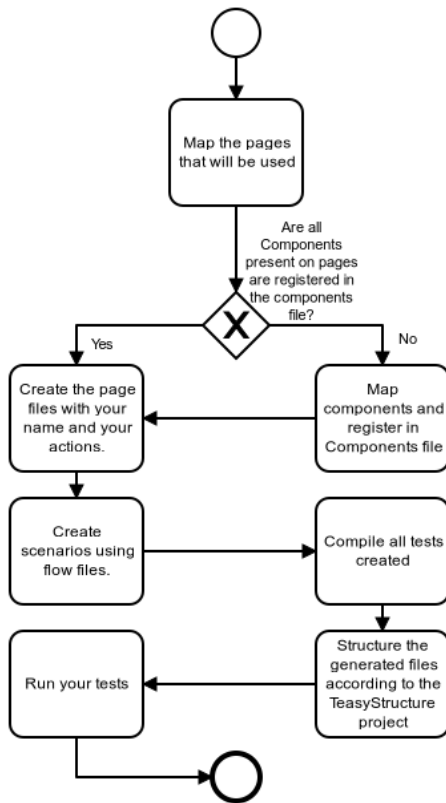 Map the pages
that will be used
Are all
Components
present on pages
are registered in
the components
file?
Yes
No
Create the page
files with your
name and your
actions.
Map
components and
register in
Components file
Create
scenarios using
flow files.
Compile all tests
created
Run your tests
Structure the
generated files
according to the
TeasyStructure
project